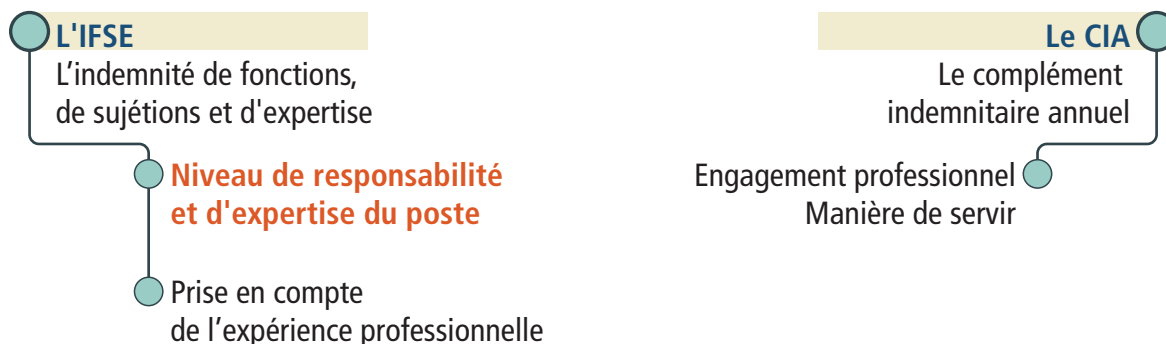 L'IFSE
L’indemnité de fonctions,
de sujétions et d'expertise
Niveau de responsabilité
et d'expertise du poste
Prise en compte
de l’expérience professionnelle
Le CIA
Le complément
indemnitaire annuel
Engagement professionnel
Manière de servir